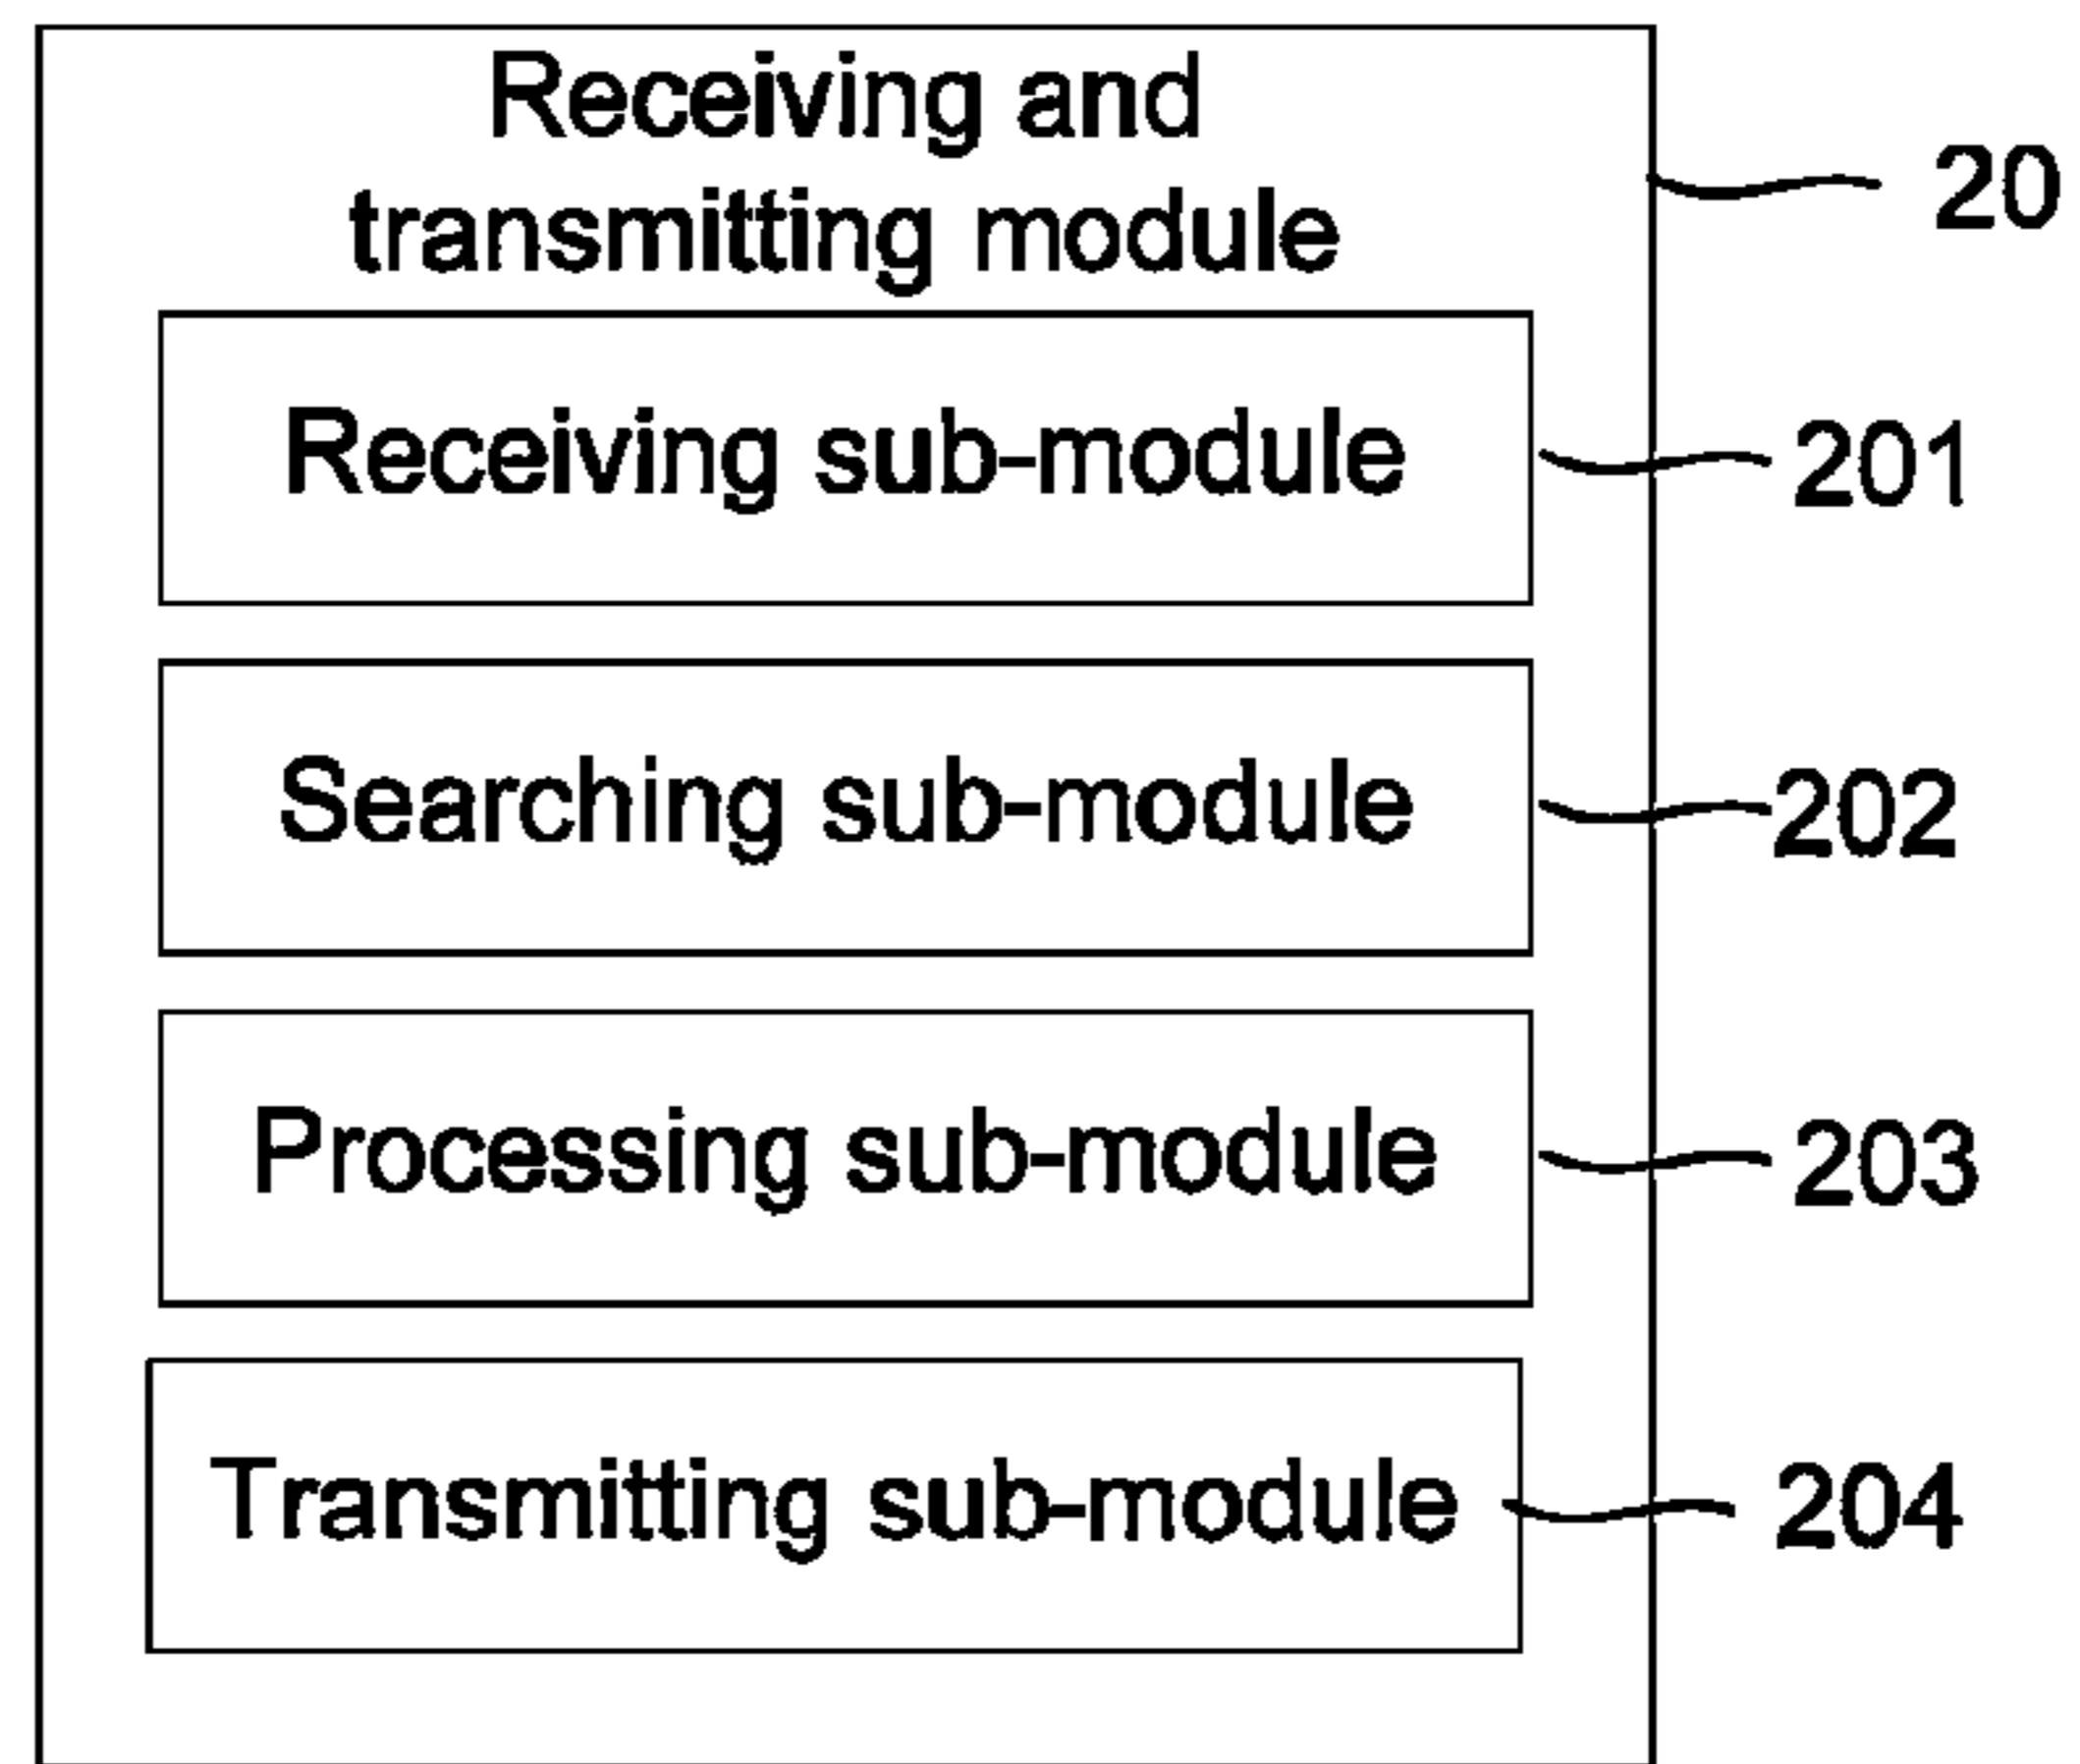 Receiving and
transmitting module
20
Receiving sub-module
201
Searching sub-module
202
Processing sub-module
203
Transmitting sub-module
204